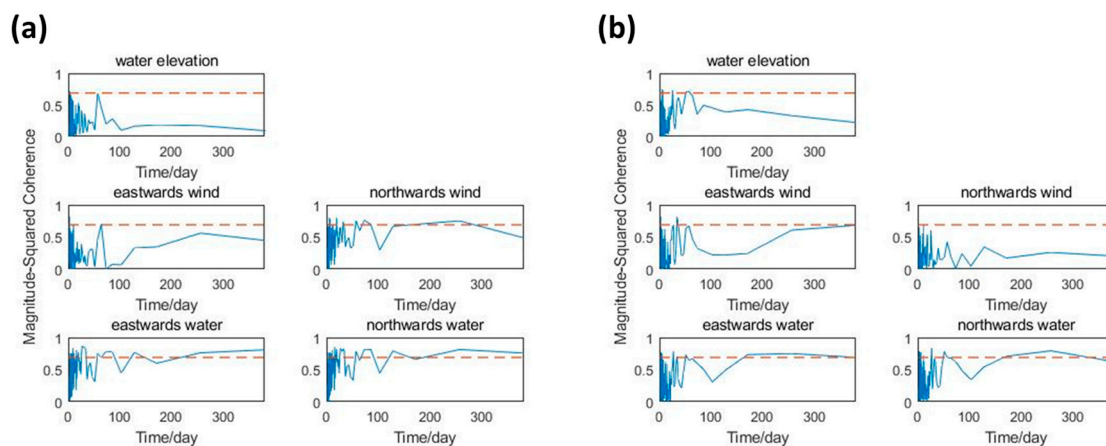 (a)
water elevation
1
0.5
0
0 100 200 300
Time/day
eastwards wind
1
0.5
0
0 100 200 300
Time/day
northwards wind
1
0.5
0
0 100 200 300
Time/day
eastwards water
1
0.5
0
0 100 200 300
Time/day
northwards water
1
0.5
0
0 100 200 300
Time/day
Magnitude-Squared Coherence
(b)
water elevation
1
0.5
0
0 100 200 300
Time/day
eastwards wind
1
0.5
0
0 100 200 300
Time/day
northwards wind
1
0.5
0
0 100 200 300
Time/day
eastwards water
1
0.5
0
0 100 200 300
Time/day
northwards water
1
0.5
0
0 100 200 300
Time/day
Magnitude-Squared Coherence